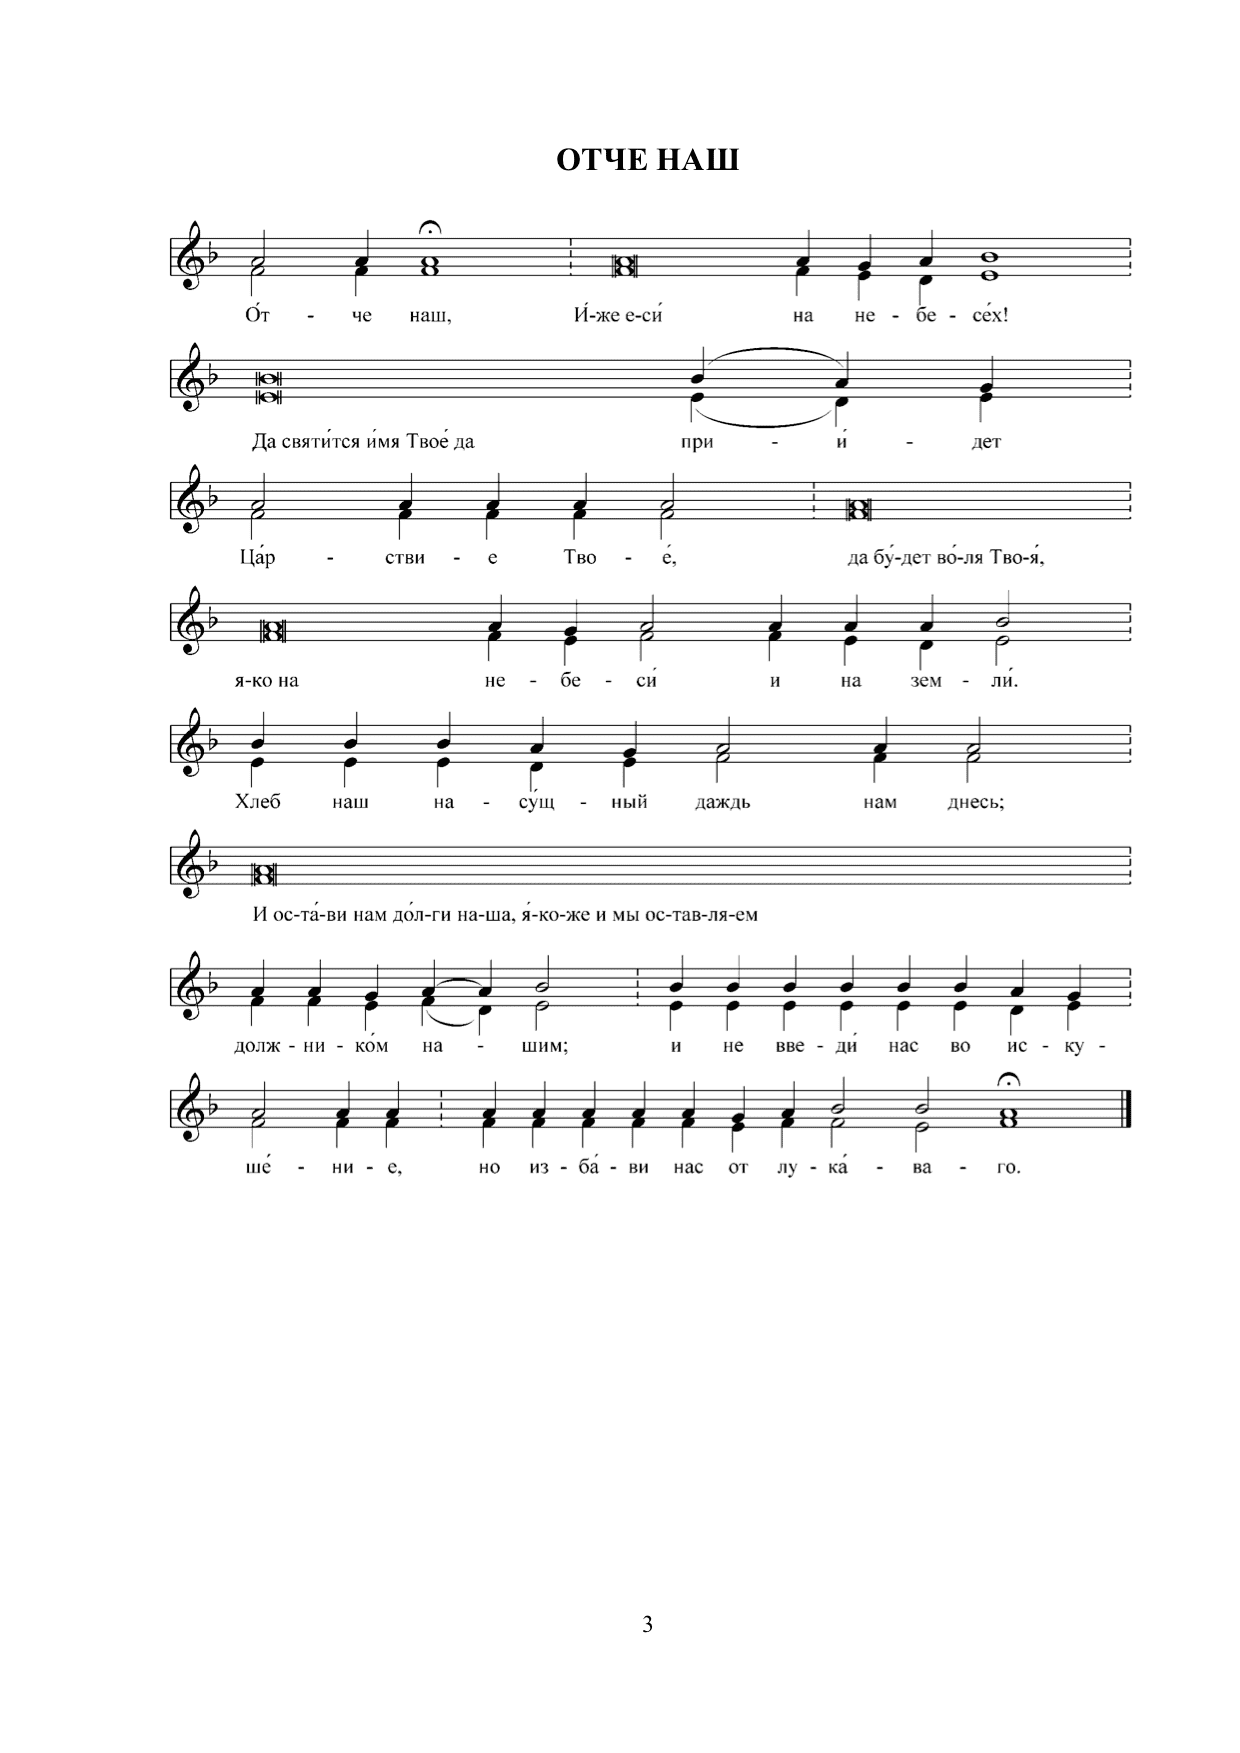 ОТЧЕ НАШ
О́т - че наш, И́-же е-си́ на не - бе - се́х!
Да святи́тся и́мя Твое́ да при - и́ - дет
Ца́р - стви - е Тво - е́, да бу́-дет во́-ля Тво-я́,
я-ко на не - бе - си́ и на зем - ли́.
Хлеб наш на - су́щ - ный даждь нам днесь;
И ос-та́-ви нам до́л-ги на-ша, я́-ко-же и мы ос-тав-ля-ем
долж - ни - ко́м на - шим; и не вве - ди́ нас во ис - ку -
ше́ - ни - е, но из - ба́ - ви нас от лу - ка́ - ва - го.
3